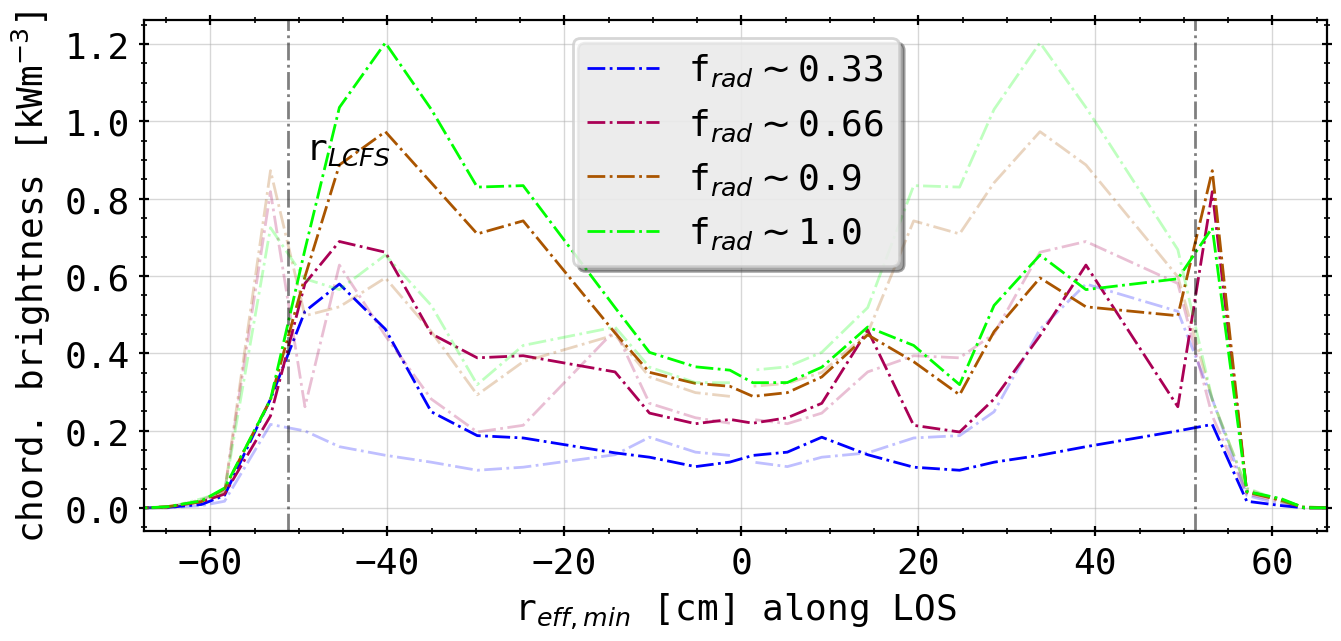 chord. brightness [kWm⁻³]
1.2
1.0
0.8
0.6
0.4
0.2
0.0
r_LCFS
f_rad ~ 0.33
f_rad ~ 0.66
f_rad ~ 0.9
f_rad ~ 1.0
−60 −40 −20 0 20 40 60
r_eff,min [cm] along LOS